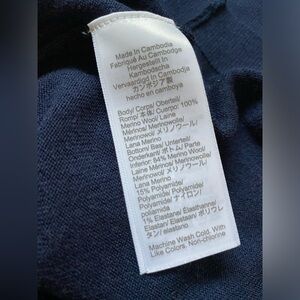 Made In Cambodia
Fabriqué Au Cambodge
Hergestellt In
Kambodscha
Vervaardigd In Cambodja
カンボジア製
hecho en camboya
Body/ Corps/ Oberteil/
Romp/ 本体/ Cuerpo: 100%
Merino Wool/ Laine
Mérinos/ Merinowolle/
Merinowol/ メリノウール/
Lana Merino
Bottom/ Bas/ Unterteil/
Onderkant/ ボトム/ Parte
Inferior: 84% Merino Wool/
Laine Mérinos/ Merinowolle/
Merinowol/ メリノウール/
Lana Merino
15% Polyamide/ Polyamide/
Polyamid/
Polyamide/ ナイロン/
poliamida
1% Elastane/ Élasthanne/
Elastan/ Elastaan/ ポリウレ
タン/ elastano
Machine Wash Cold. With
Like Colors. Non-chlorine